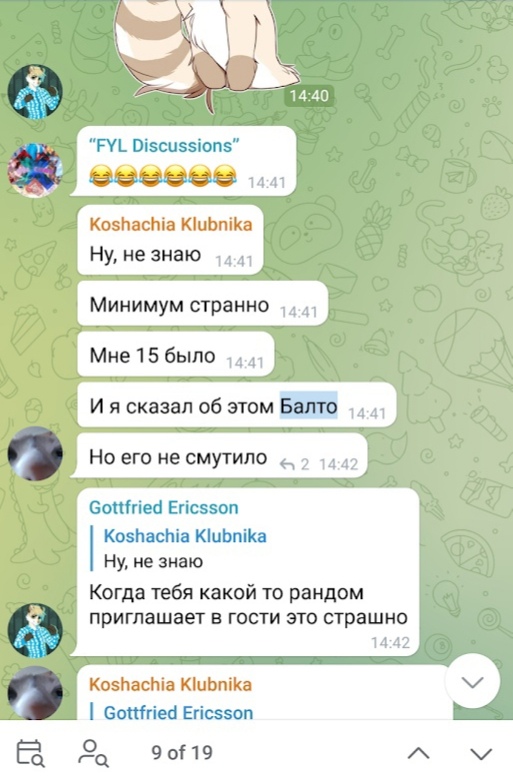 14:40
“FYL Discussions”
😂😂😂😂😂😂 14:41
Koshachia Klubnika
Ну, не знаю 14:41
Минимум странно 14:41
Мне 15 было 14:41
И я сказал об этом Балто 14:41
Но его не смутило 2 14:42
Gottfried Ericsson
Koshachia Klubnika
Ну, не знаю
Когда тебя какой то рандом
приглашает в гости это страшно
14:42
Koshachia Klubnika
Gottfried Ericsson
9 of 19